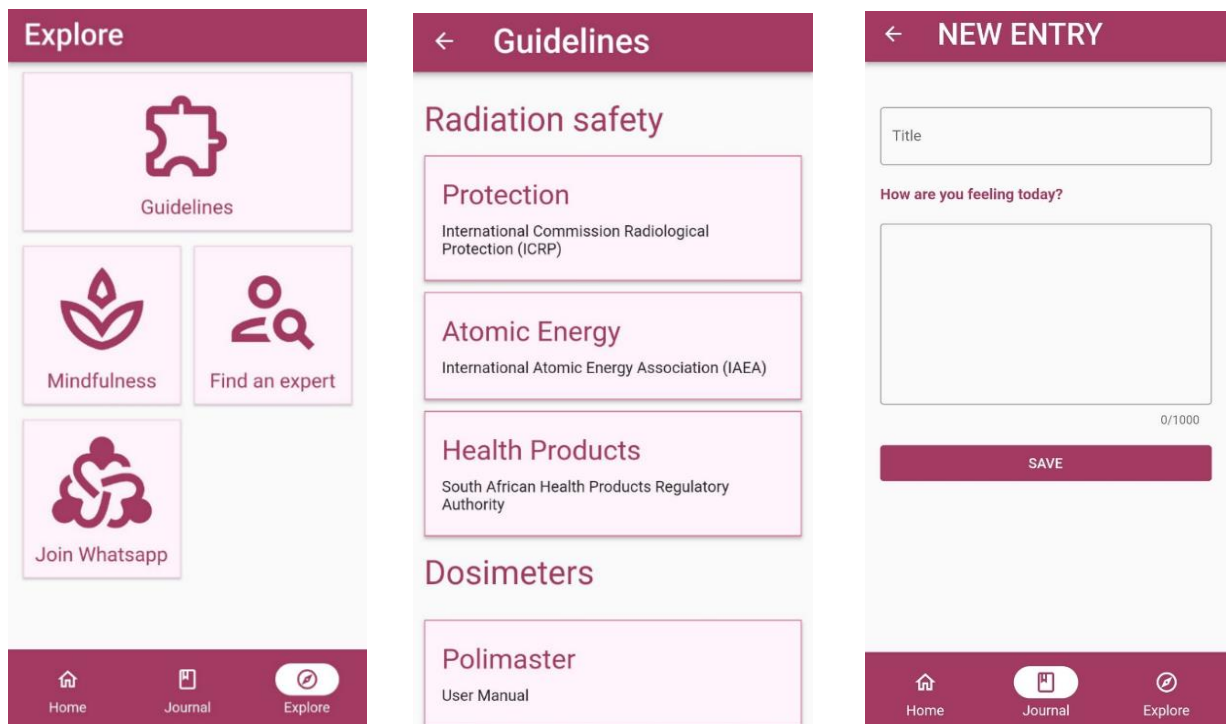 Explore
Guidelines
Mindfulness
Find an expert
Join Whatsapp
Home
Journal
Explore
Guidelines
Radiation safety
Protection
International Commission Radiological
Protection (ICRP)
Atomic Energy
International Atomic Energy Association (IAEA)
Health Products
South African Health Products Regulatory
Authority
Dosimeters
Polimaster
User Manual
NEW ENTRY
Title
How are you feeling today?
0/1000
SAVE
Home
Journal
Explore